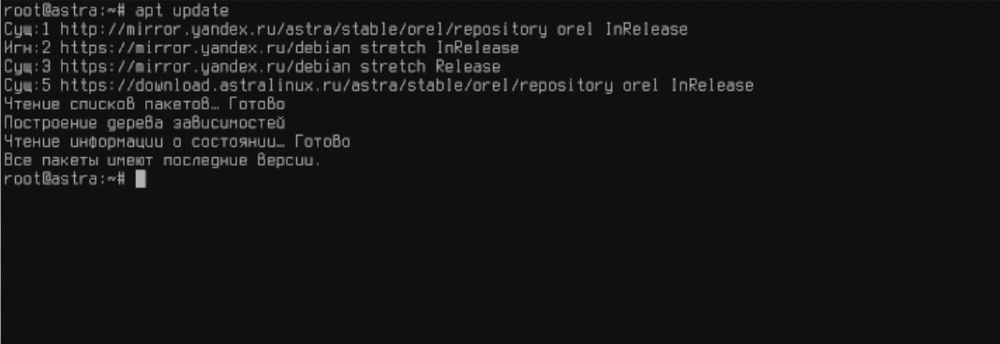 root@astra:~# apt update
Сущ:1 http://mirror.yandex.ru/astra/stable/orel/repository orel InRelease
Игн:2 https://mirror.yandex.ru/debian stretch InRelease
Сущ:3 https://mirror.yandex.ru/debian stretch Release
Сущ:5 https://download.astralinux.ru/astra/stable/orel/repository orel InRelease
Чтение списков пакетов… Готово
Построение дерева зависимостей
Чтение информации о состоянии… Готово
Все пакеты имеют последние версии.
root@astra:~#